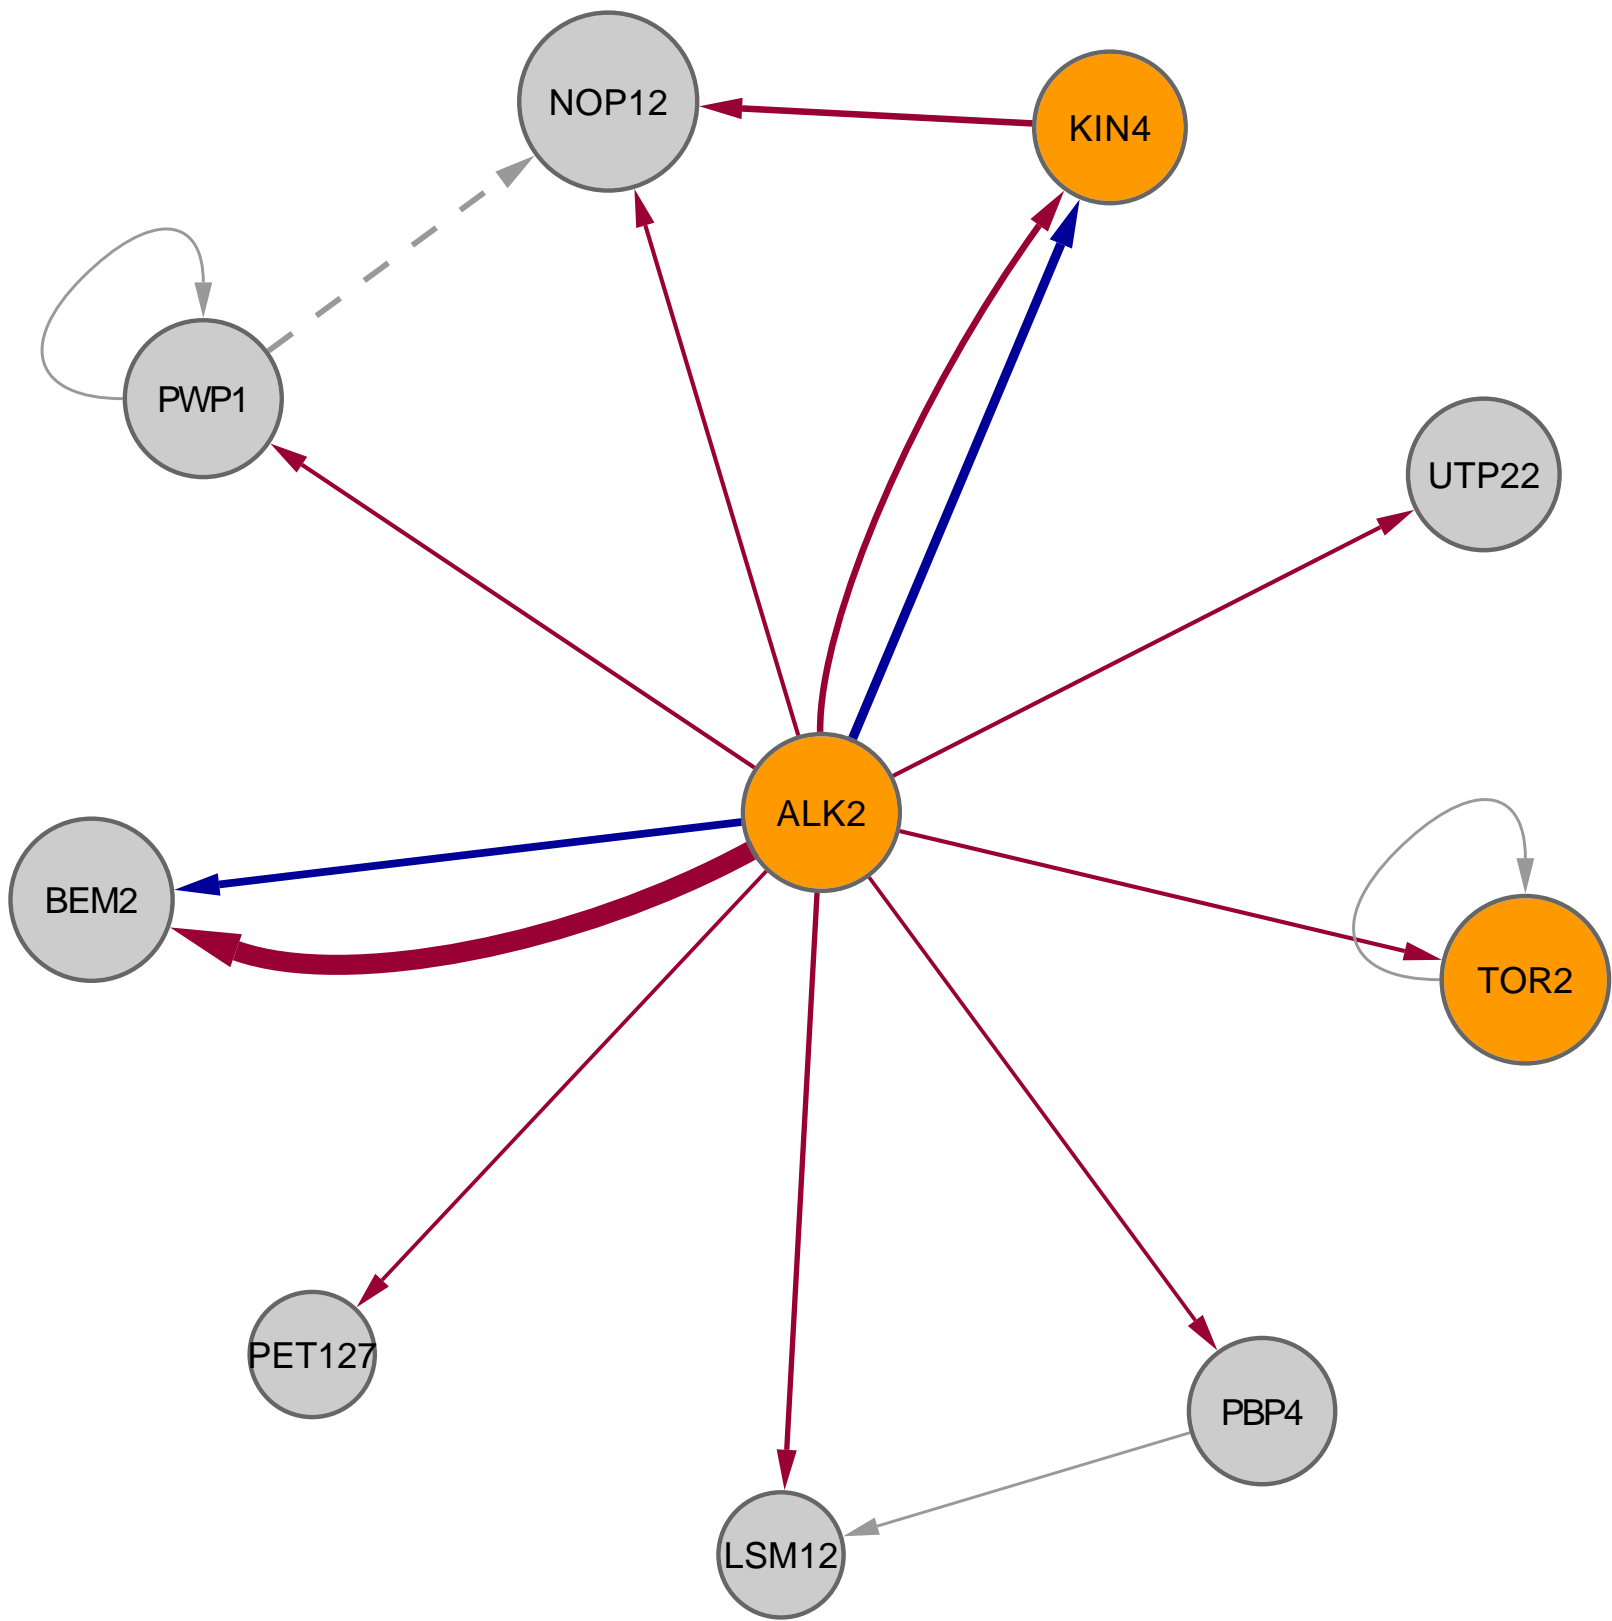 NOP12
KIN4
PWP1
UTP22
ALK2
BEM2
TOR2
PET127
PBP4
LSM12